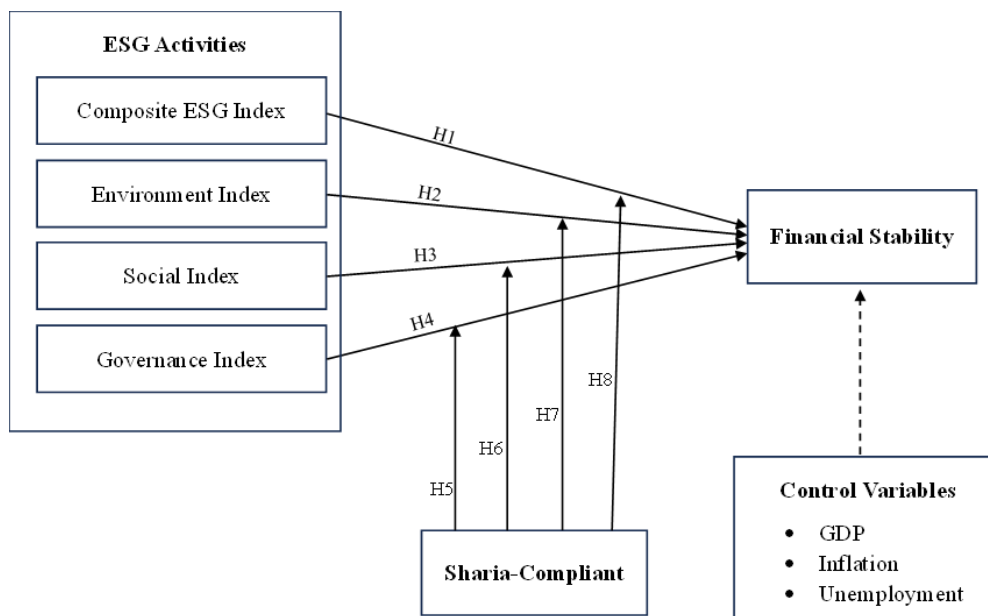 ESG Activities
Composite ESG Index
Environment Index
Social Index
Governance Index
H1
H2
H3
H4
Financial Stability
H5
H6
H7
H8
Sharia-Compliant
Control Variables
• GDP
• Inflation
• Unemployment